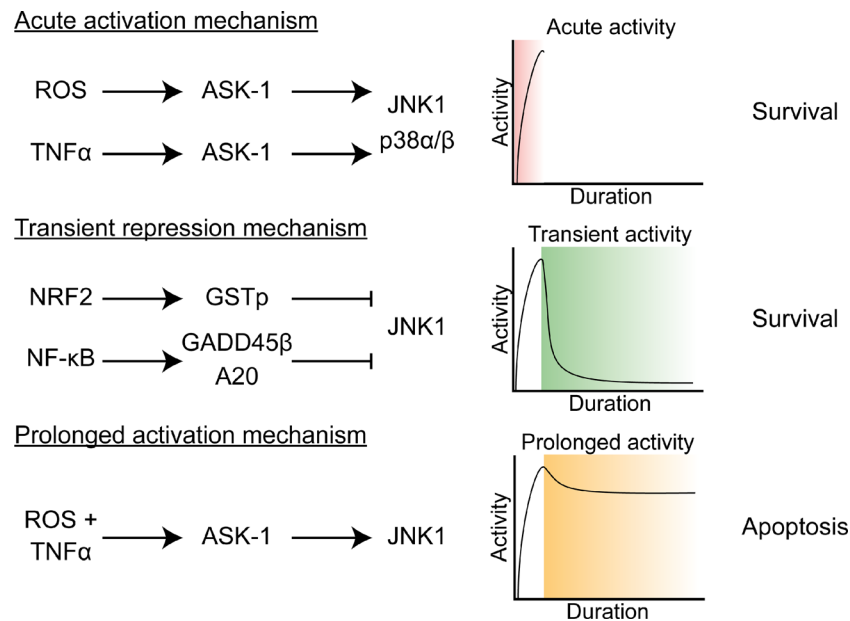 Acute activation mechanism
ROS ASK-1
TNFα ASK-1
JNK1
p38α/β
Acute activity
Activity
Duration
Survival
Transient repression mechanism
NRF2 GSTp
NF-κB GADD45β
A20
JNK1
Transient activity
Activity
Duration
Survival
Prolonged activation mechanism
ROS +
TNFα
ASK-1 JNK1
Prolonged activity
Activity
Duration
Apoptosis